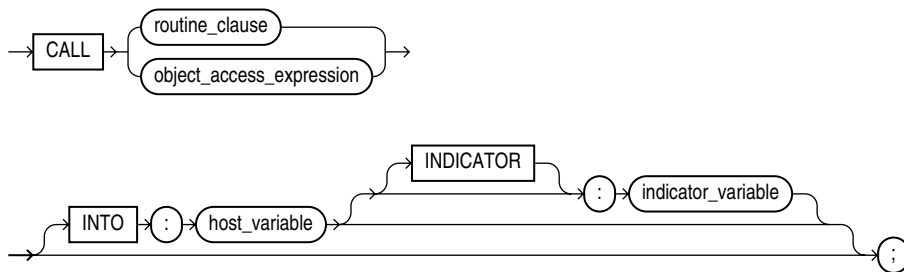 routine_clause
CALL
object_access_expression
INDICATOR
INTO : host_variable : indicator_variable
;